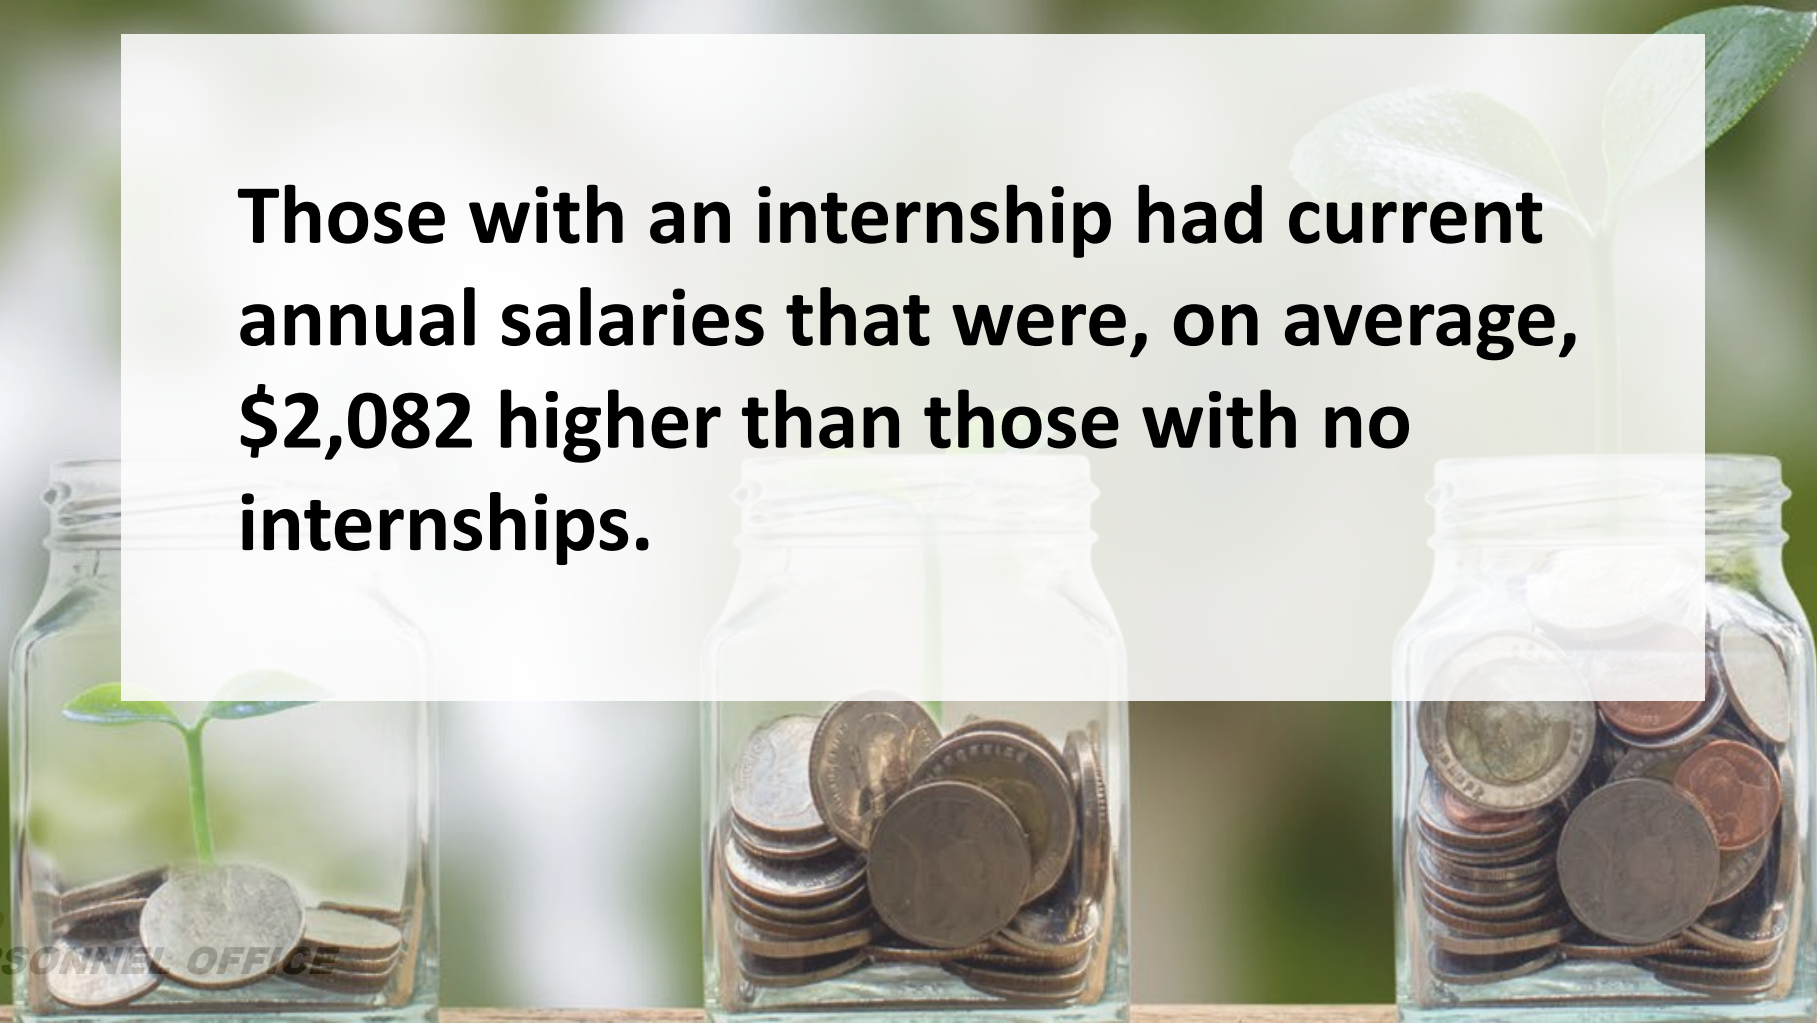 Those with an internship had current
annual salaries that were, on average,
$2,082 higher than those with no
internships.
OFFICE